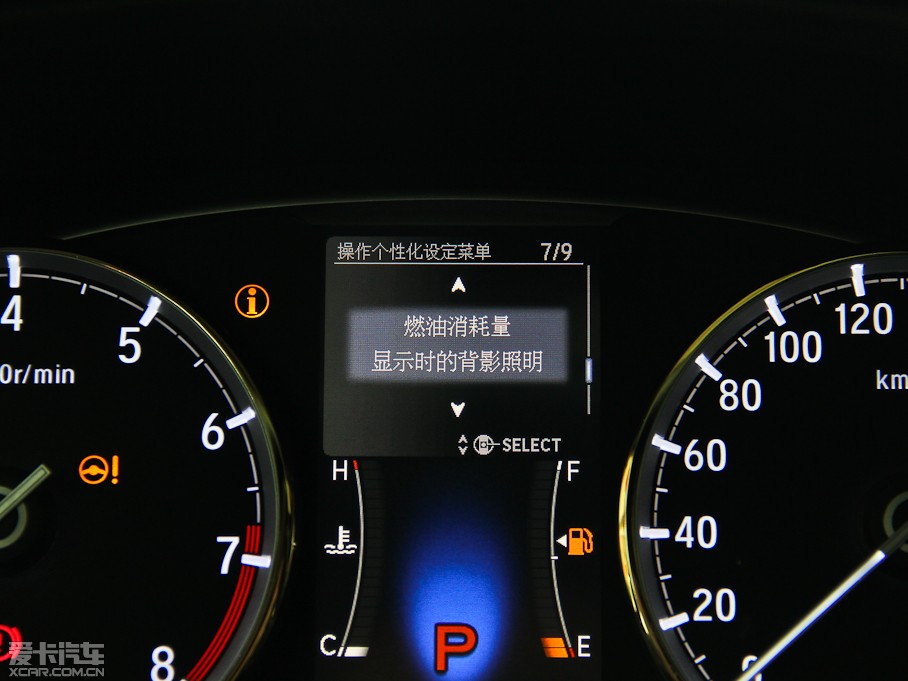 操作个性化设定菜单 7/9
燃油消耗量
显示时的背影照明
SELECT
4
5
6
7
8
0r/min
H
C
F
E
P
120
100
80
60
40
20
0
km
爱卡汽车
XCAR.COM.CN